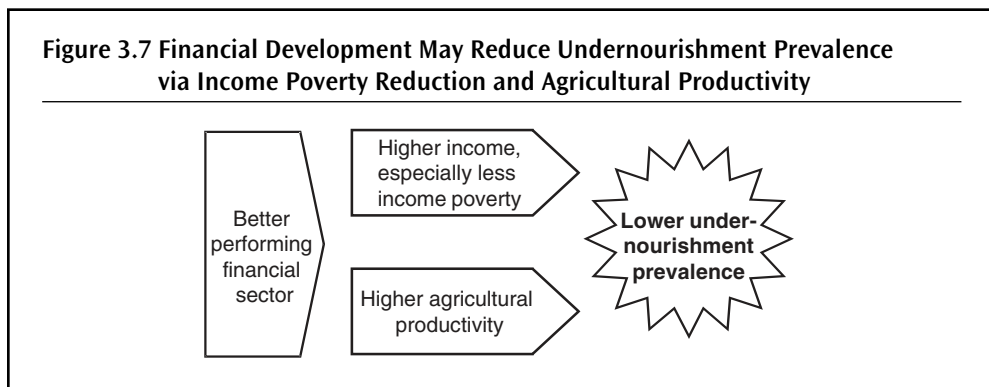 Figure 3.7 Financial Development May Reduce Undernourishment Prevalence
via Income Poverty Reduction and Agricultural Productivity
Better
performing
financial
sector
Higher income,
especially less
income poverty
Higher agricultural
productivity
Lower under-
nourishment
prevalence